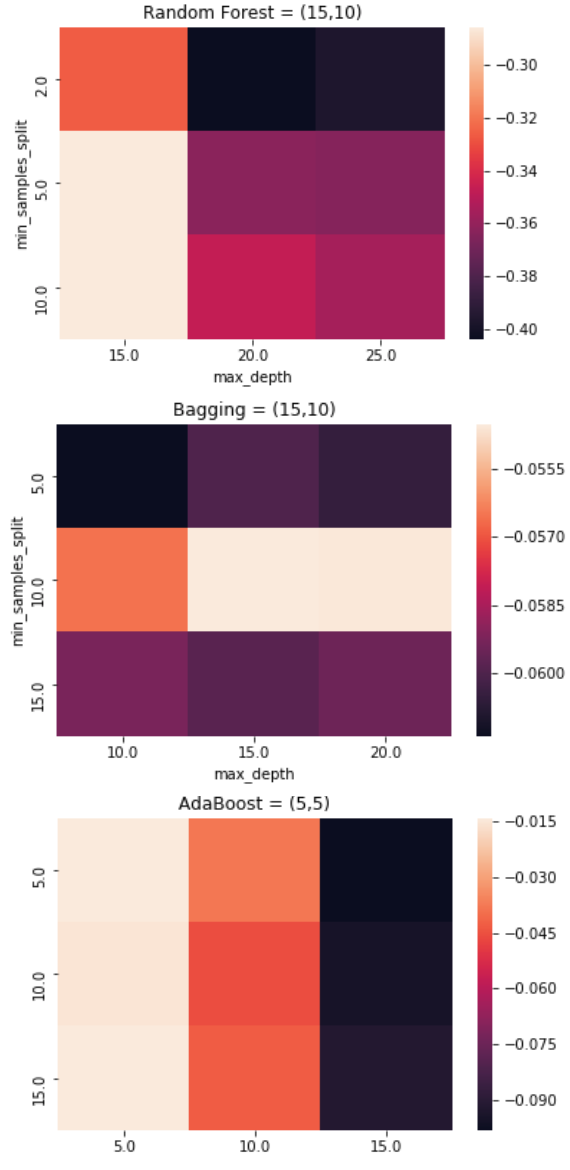 Random Forest = (15,10)
min_samples_split
2.0
5.0
10.0
15.0 20.0 25.0
max_depth
−0.30
−0.32
−0.34
−0.36
−0.38
−0.40
Bagging = (15,10)
min_samples_split
5.0
10.0
15.0
10.0 15.0 20.0
max_depth
−0.0555
−0.0570
−0.0585
−0.0600
AdaBoost = (5,5)
5.0
10.0
15.0
5.0 10.0 15.0
−0.015
−0.030
−0.045
−0.060
−0.075
−0.090